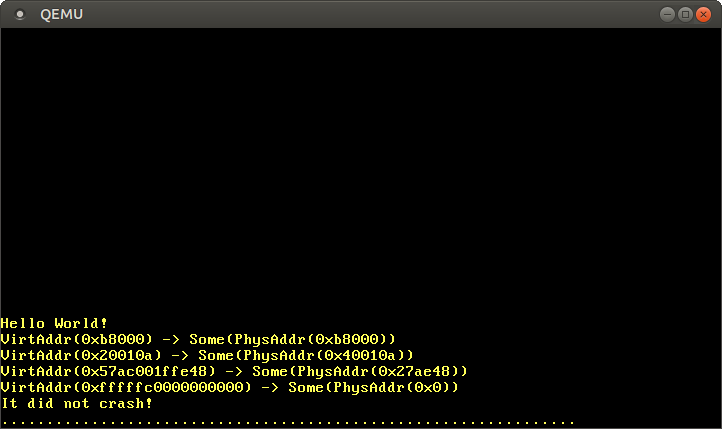 QEMU
Hello World!
VirtAddr(0xb8000) -> Some(PhysAddr(0xb8000))
VirtAddr(0x20010a) -> Some(PhysAddr(0x40010a))
VirtAddr(0x57ac001ffe48) -> Some(PhysAddr(0x27ae48))
VirtAddr(0xfffffc0000000000) -> Some(PhysAddr(0x0))
It did not crash!
................................................................